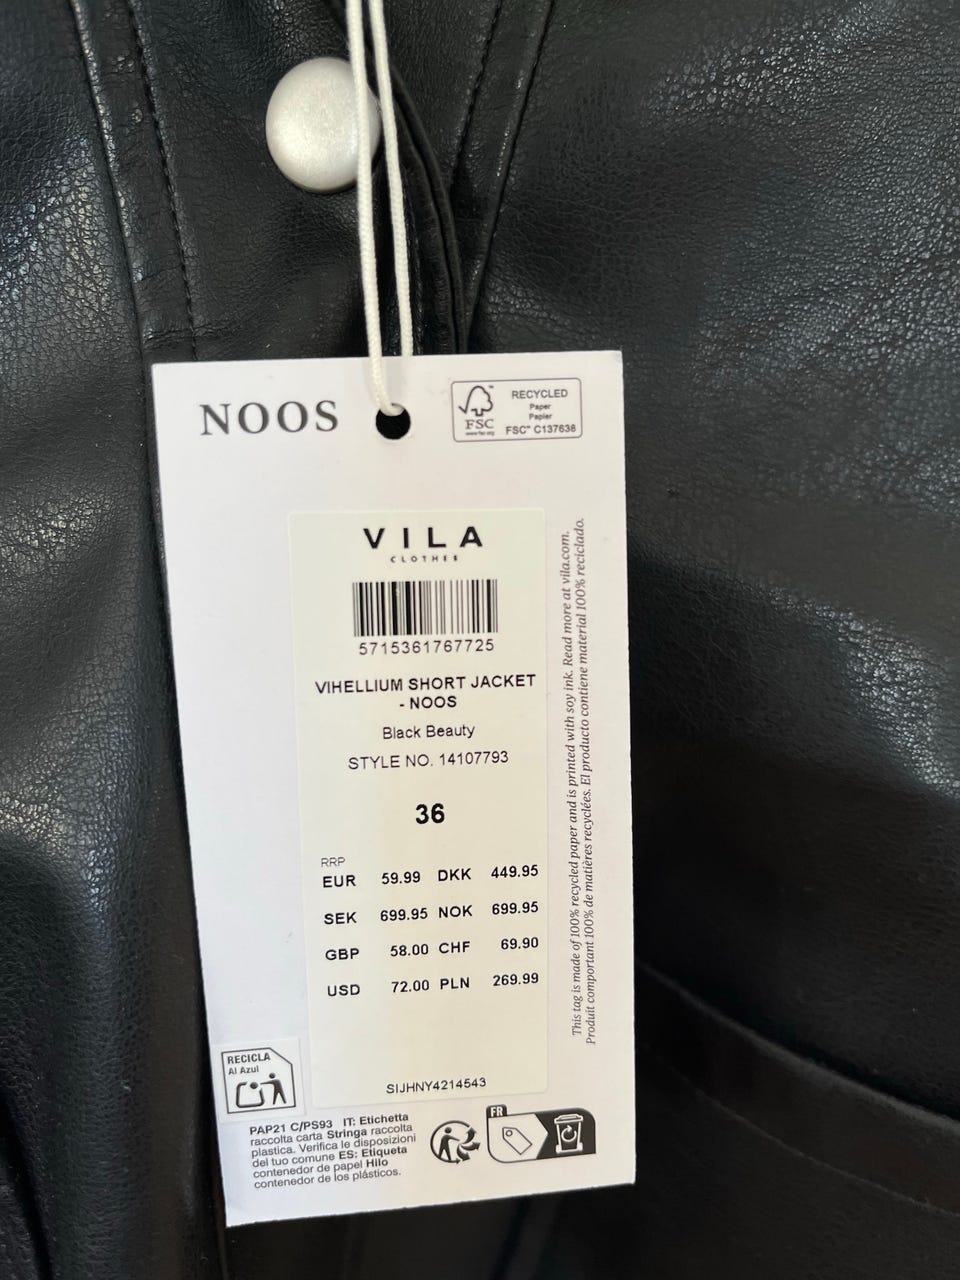 NOOS
FSC
www.fsc.org
RECYCLED
Paper
Papier
FSC™ C137638
VILA
CLOTHES
5715361767725
VIHELLIUM SHORT JACKET
- NOOS
Black Beauty
STYLE NO. 14107793
36
RRP
EUR 59.99 DKK 449.95
SEK 699.95 NOK 699.95
GBP 58.00 CHF 69.90
USD 72.00 PLN 269.99
SIJHNY4214543
This tag is made of 100% recycled paper and is printed with soy ink. Read more at vila.com.
Produit comportant 100% de matières recyclées. El producto contiene material 100% reciclado.
RECICLA
Al Azul
PAP21 C/PS93 IT: Etichetta
raccolta carta Stringa raccolta
plastica. Verifica le disposizioni
del tuo comune ES: Etiqueta
contenedor de papel Hilo
contenedor de los plásticos.
FR